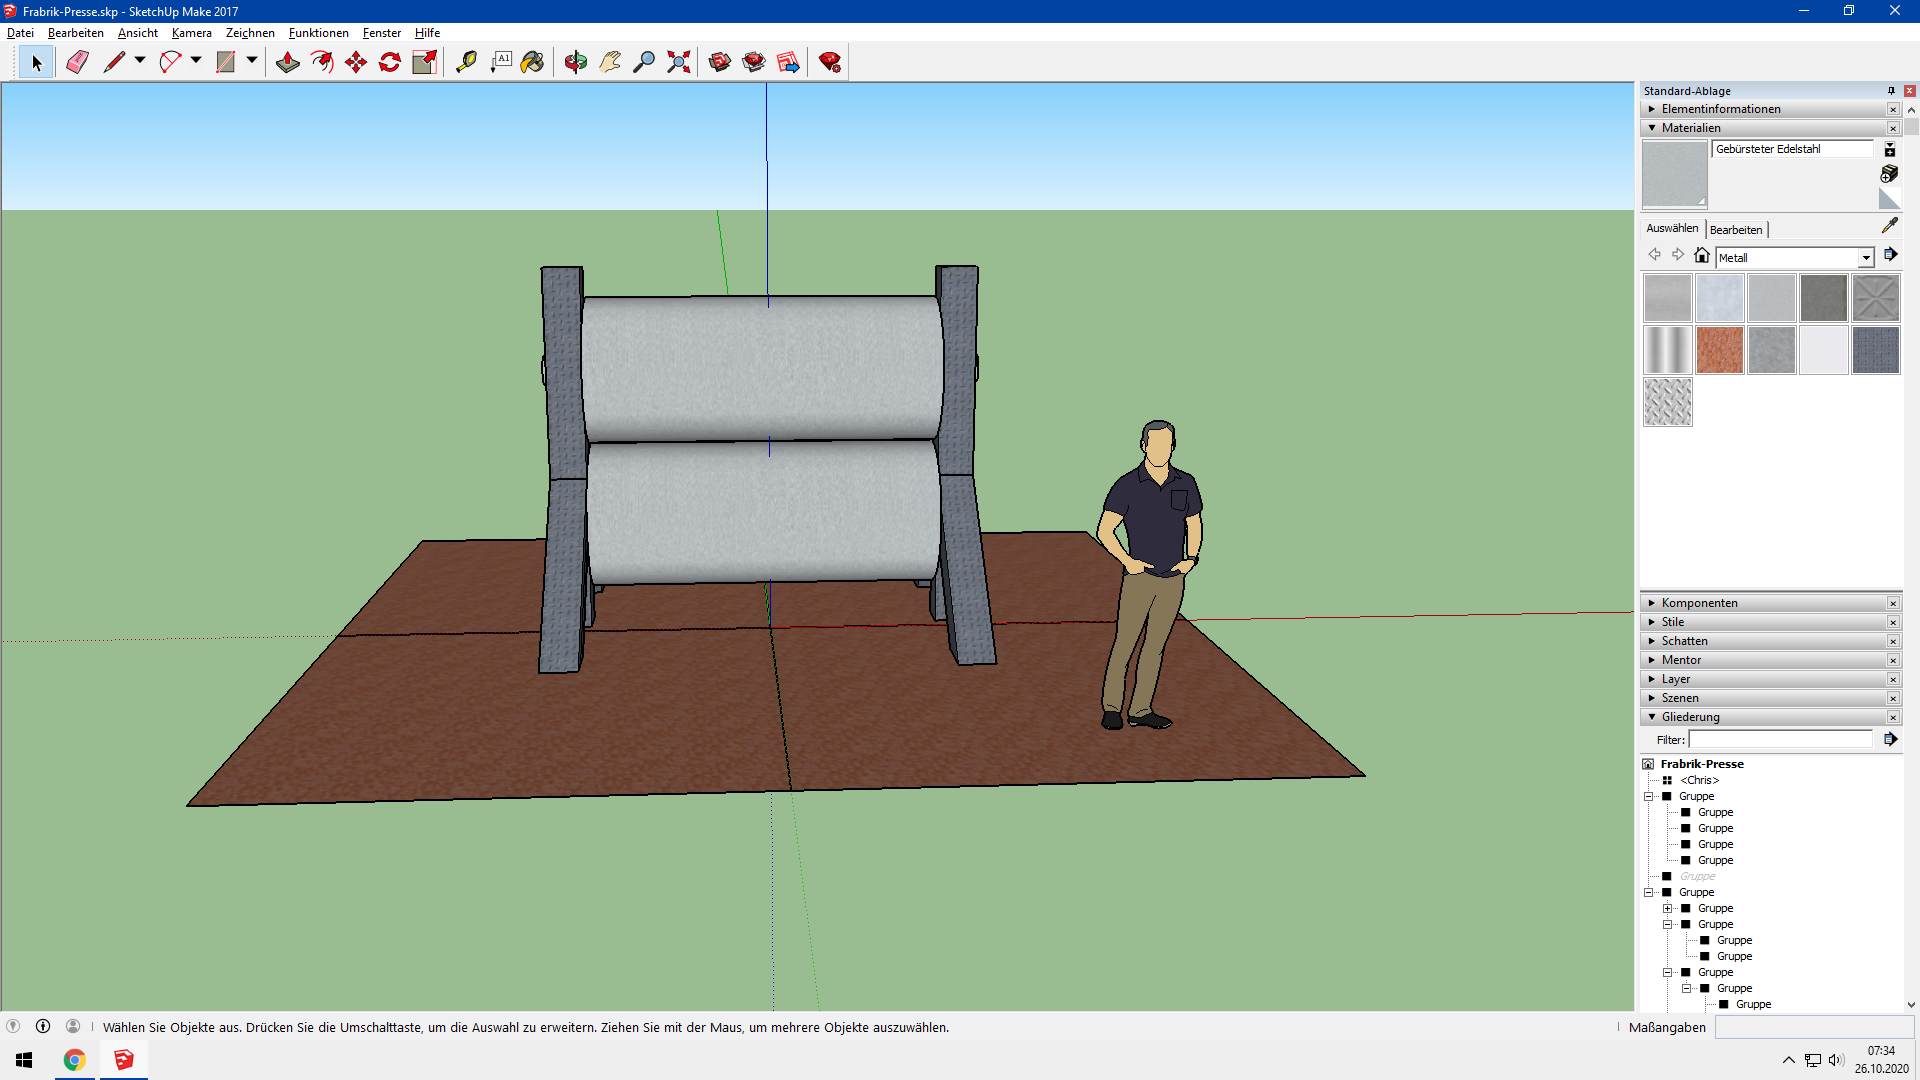 Frabrik-Presse.skp - SketchUp Make 2017
Datei Bearbeiten Ansicht Kamera Zeichnen Funktionen Fenster Hilfe
A1
Standard-Ablage
Elementinformationen
Materialien
Gebürsteter Edelstahl
Auswählen Bearbeiten
Metall
Komponenten
Stile
Schatten
Mentor
Layer
Szenen
Gliederung
Filter:
Frabrik-Presse
<Chris>
Gruppe
Gruppe
Gruppe
Gruppe
Gruppe
Gruppe
Gruppe
Gruppe
Gruppe
Gruppe
Gruppe
Gruppe
Gruppe
Gruppe
Wählen Sie Objekte aus. Drücken Sie die Umschalttaste, um die Auswahl zu erweitern. Ziehen Sie mit der Maus, um mehrere Objekte auszuwählen.
Maßangaben
07:34
26.10.2020